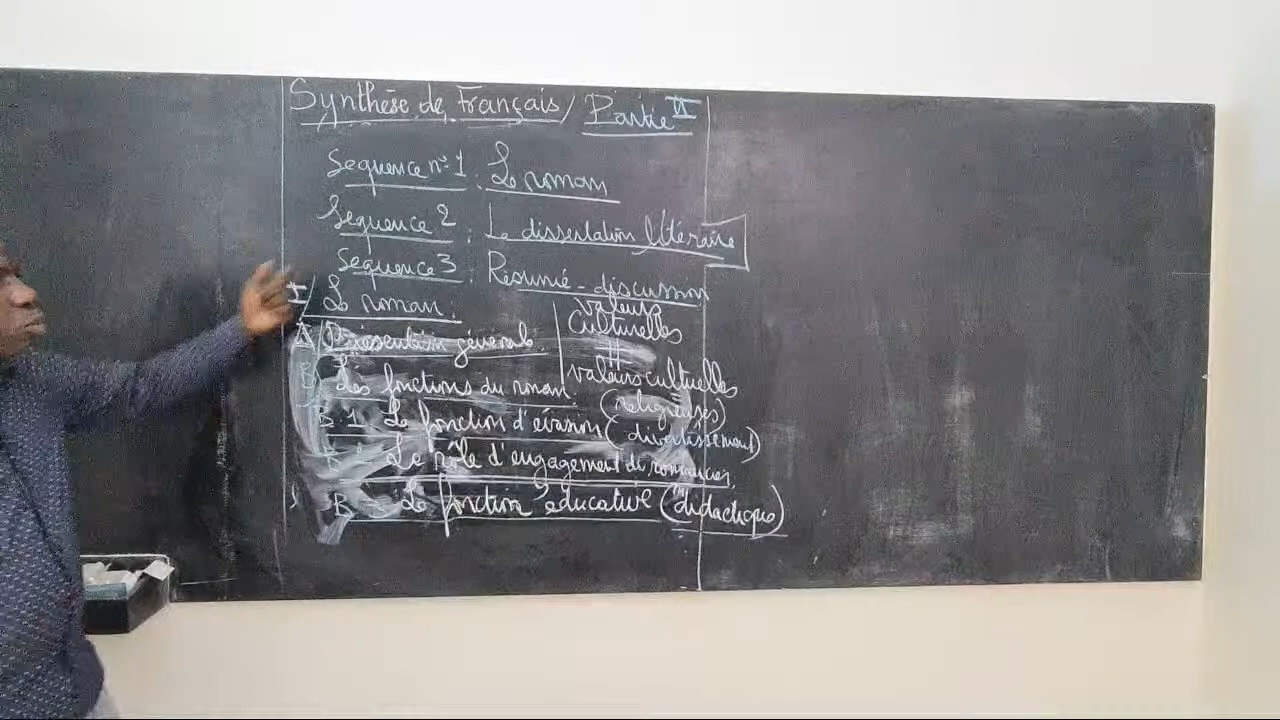 Synthèse de Français / Partie VI
Séquence n° 1 : Le roman
Séquence 2 : La dissertation littéraire
Séquence 3 : Résumé - discussion
I/ Le roman.
A/ Présentation générale.
valeurs
Culturelles
B) Les fonctions du roman.
valeurs culturelles
(religieuses)
B.1. La fonction d'évasion (divertissement)
Le rôle d'engagement du romancier
B La fonction éducative (didactique)